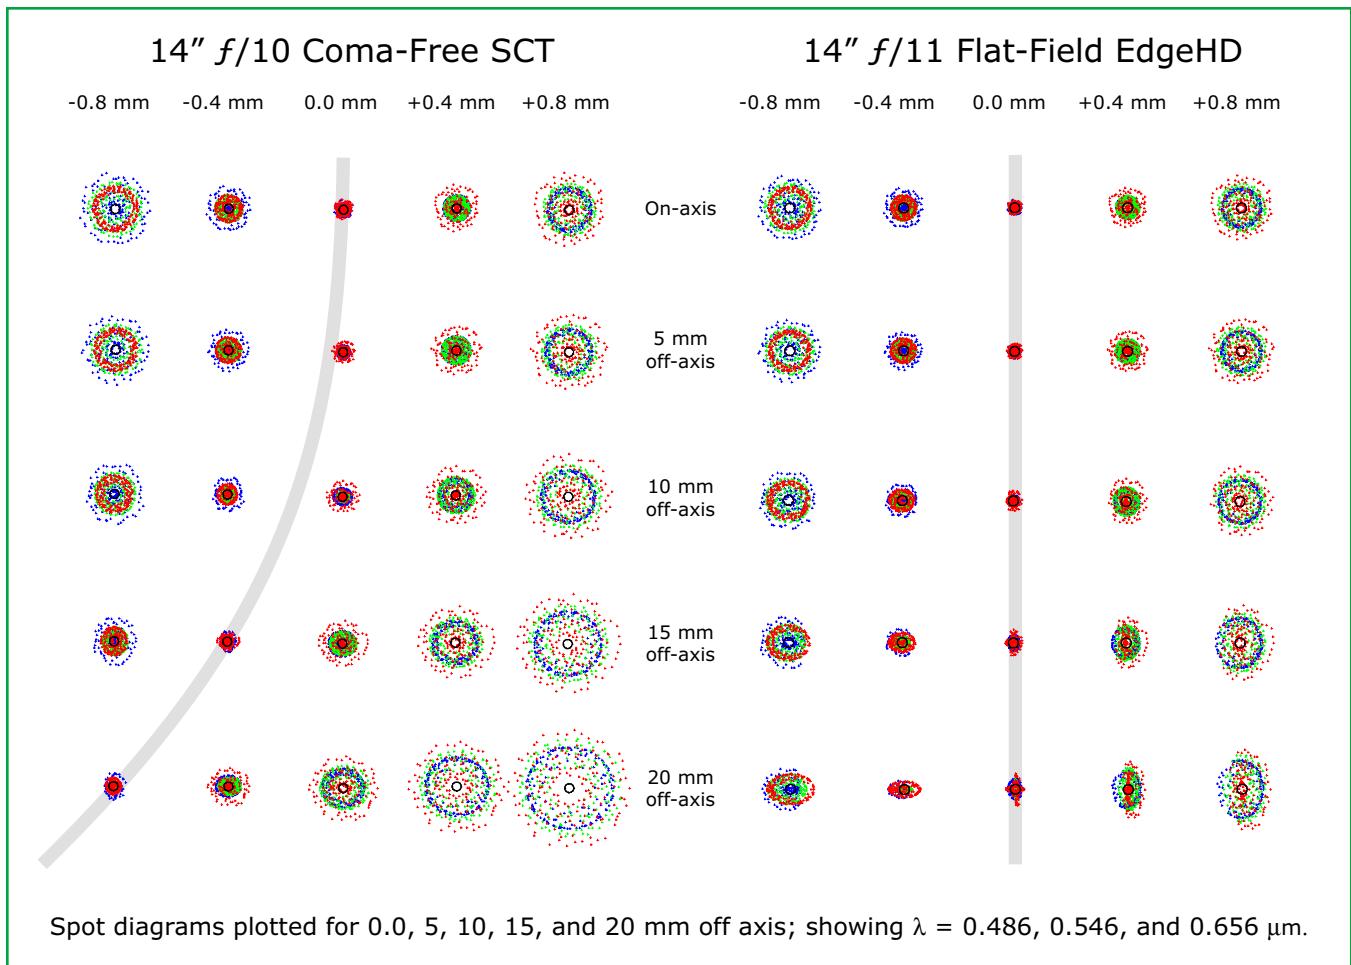 14″ ƒ/10 Coma-Free SCT
14″ ƒ/11 Flat-Field EdgeHD
-0.8 mm -0.4 mm 0.0 mm +0.4 mm +0.8 mm
-0.8 mm -0.4 mm 0.0 mm +0.4 mm +0.8 mm
On-axis
5 mm
off-axis
10 mm
off-axis
15 mm
off-axis
20 mm
off-axis
Spot diagrams plotted for 0.0, 5, 10, 15, and 20 mm off axis; showing λ = 0.486, 0.546, and 0.656 μm.